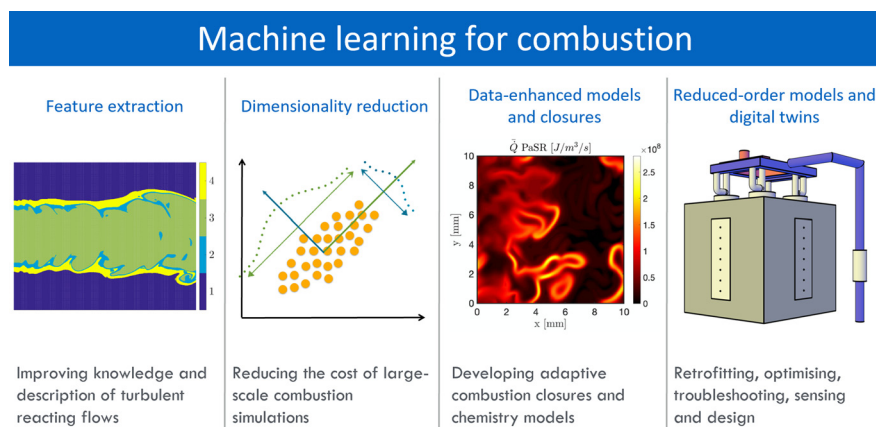 Machine learning for combustion
Feature extraction
4
3
2
1
Improving knowledge and
description of turbulent
reacting flows
Dimensionality reduction
Reducing the cost of large-
scale combustion
simulations
Data-enhanced models
and closures
Q̃̇ PaSR [J/m³/s]
×10⁸
10
8
6
4
2
0
y [mm]
0 2 4 6 8 10
x [mm]
3
2.5
2
1.5
1
0.5
0
Developing adaptive
combustion closures and
chemistry models
Reduced-order models and
digital twins
Retrofitting, optimising,
troubleshooting, sensing
and design